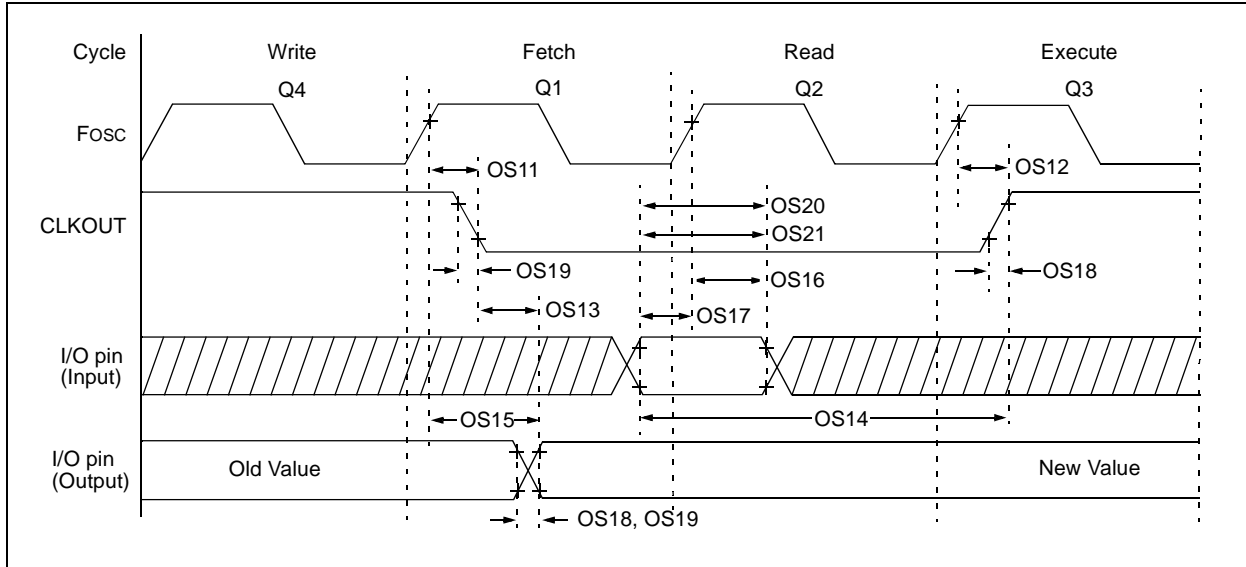 Cycle Write Fetch Read Execute
Q4 Q1 Q2 Q3
FOSC
OS11 OS12
OS20
CLKOUT
OS21
OS19 OS16 OS18
OS13 OS17
I/O pin
(Input)
OS15 OS14
I/O pin
(Output)
Old Value New Value
OS18, OS19